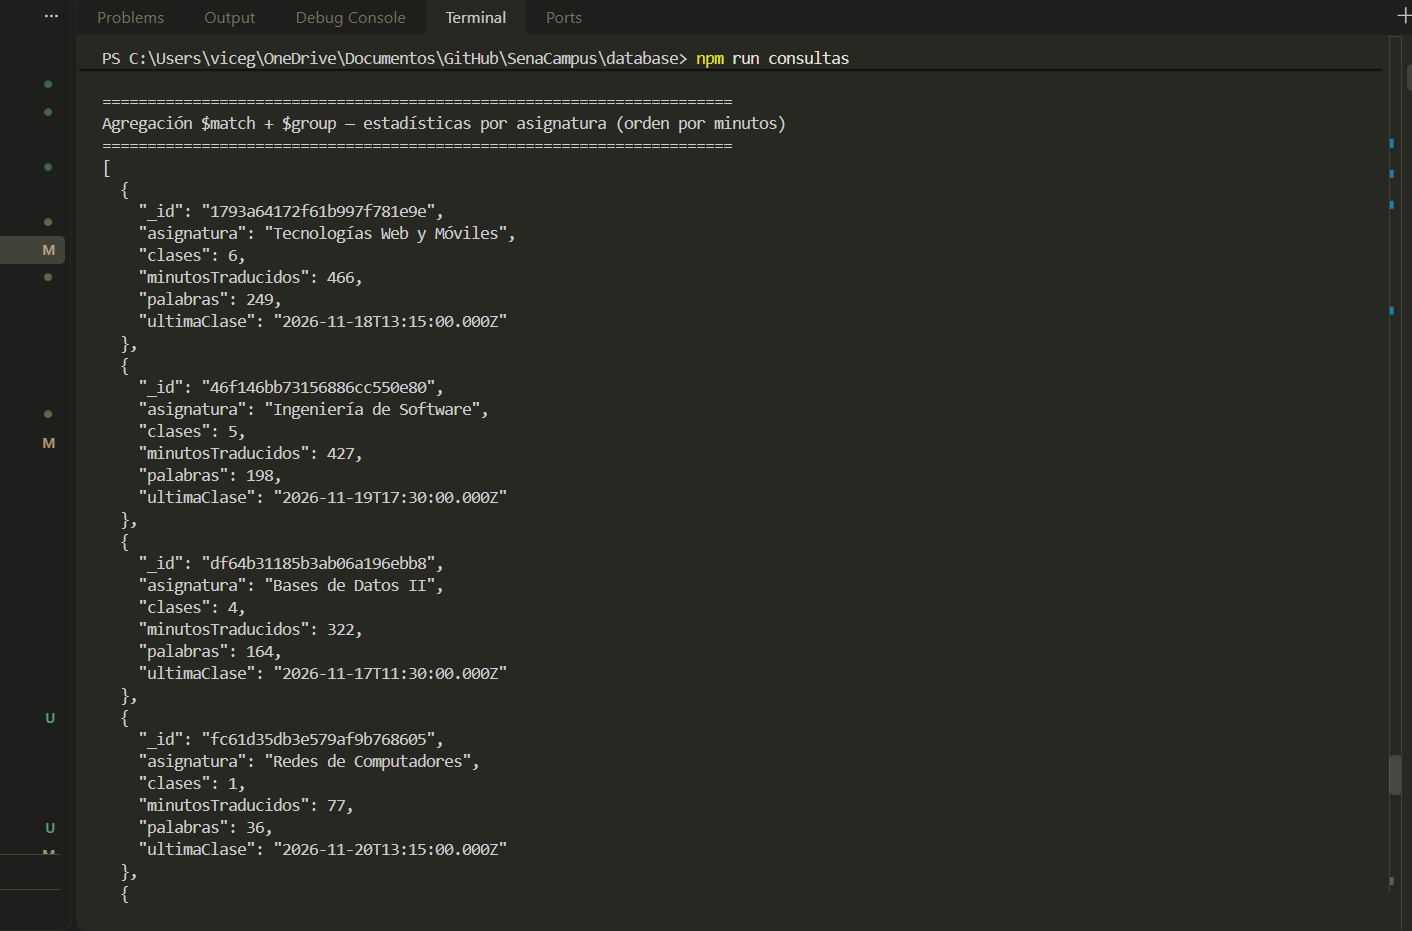 ··· Problems Output Debug Console Terminal Ports +
PS C:\Users\viceg\OneDrive\Documentos\GitHub\SenaCampus\database> npm run consultas
======================================================================
Agregación $match + $group — estadísticas por asignatura (orden por minutos)
======================================================================
[
  {
    "_id": "1793a64172f61b997f781e9e",
    "asignatura": "Tecnologías Web y Móviles",
M
    "clases": 6,
    "minutosTraducidos": 466,
    "palabras": 249,
    "ultimaClase": "2026-11-18T13:15:00.000Z"
  },
  {
    "_id": "46f146bb73156886cc550e80",
    "asignatura": "Ingeniería de Software",
    "clases": 5,
M
    "minutosTraducidos": 427,
    "palabras": 198,
    "ultimaClase": "2026-11-19T17:30:00.000Z"
  },
  {
    "_id": "df64b31185b3ab06a196ebb8",
    "asignatura": "Bases de Datos II",
    "clases": 4,
    "minutosTraducidos": 322,
    "palabras": 164,
    "ultimaClase": "2026-11-17T11:30:00.000Z"
  },
U
  {
    "_id": "fc61d35db3e579af9b768605",
    "asignatura": "Redes de Computadores",
    "clases": 1,
    "minutosTraducidos": 77,
U
    "palabras": 36,
    "ultimaClase": "2026-11-20T13:15:00.000Z"
M
  },
  {